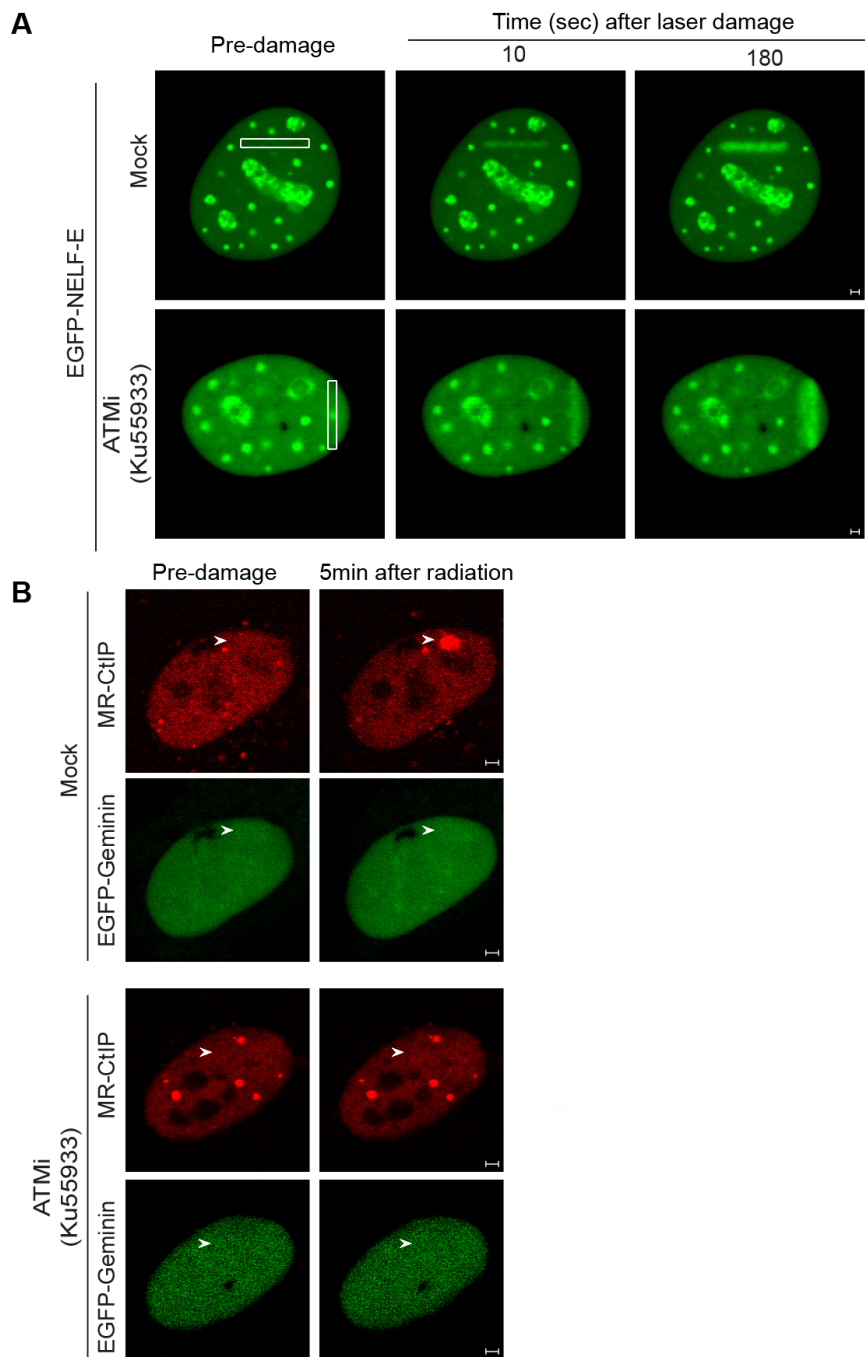 A
Time (sec) after laser damage
Pre-damage
10
180
EGFP-NELF-E
Mock
ATMi
(Ku55933)
B
Pre-damage
5min after radiation
Mock
MR-CtIP
EGFP-Geminin
ATMi
(Ku55933)
MR-CtIP
EGFP-Geminin